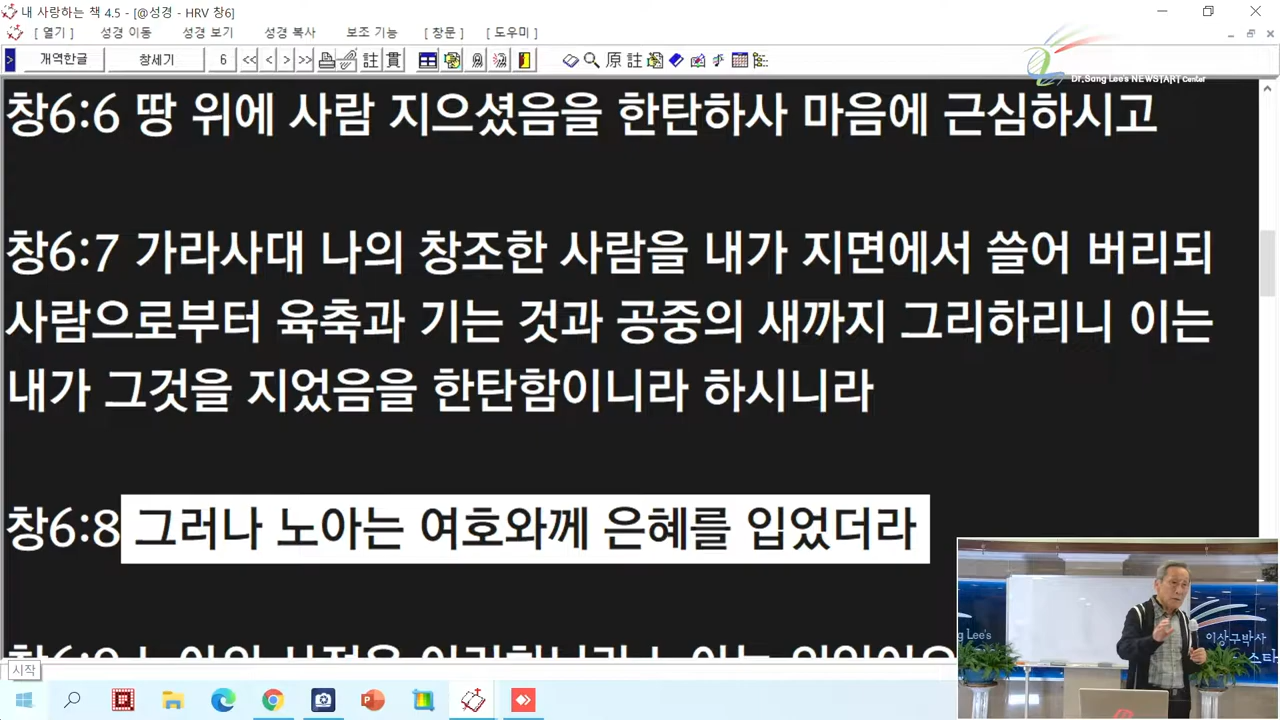 내 사랑하는 책 4.5 - [@성경 - HRV 창6]
[ 열기 ] 성경 이동 성경 보기 성경 복사 보조 기능 [ 창문 ] [ 도우미 ]
개역한글 창세기 6 << < > >> 註 貫 原 註
Dr.Sang Lee's NEWSTART Center
창6:6 땅 위에 사람 지으셨음을 한탄하사 마음에 근심하시고
창6:7 가라사대 나의 창조한 사람을 내가 지면에서 쓸어 버리되
사람으로부터 육축과 기는 것과 공중의 새까지 그리하리니 이는
내가 그것을 지었음을 한탄함이니라 하시니라
창6:8 그러나 노아는 여호와께 은혜를 입었더라
시작
Lee's
이상구박사
스타